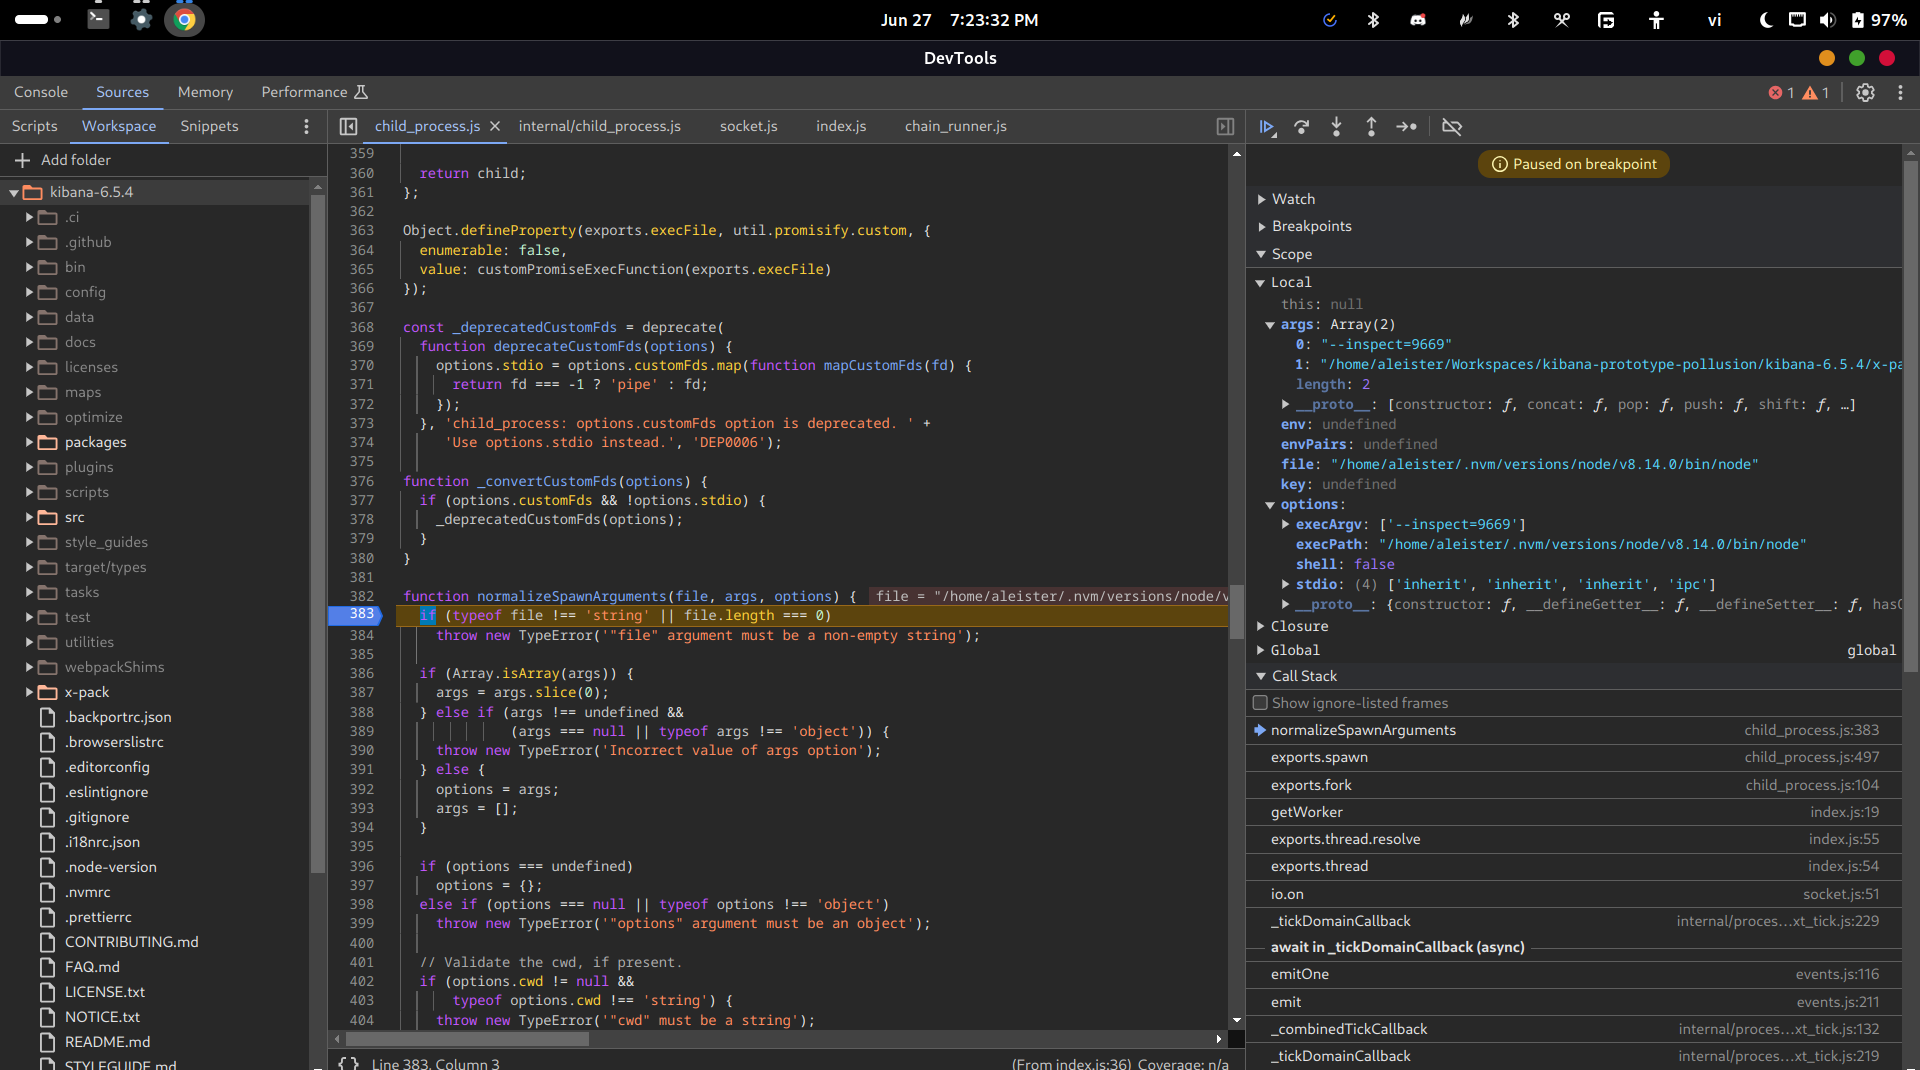 Jun 27 7:23:32 PM
vi
97%
DevTools
Console Sources Memory Performance
1 1
Scripts Workspace Snippets
child_process.js internal/child_process.js socket.js index.js chain_runner.js
Add folder
kibana-6.5.4
.ci
.github
bin
config
data
docs
licenses
maps
optimize
packages
plugins
scripts
src
style_guides
target/types
tasks
test
utilities
webpackShims
x-pack
.backportrc.json
.browserslistrc
.editorconfig
.eslintignore
.gitignore
.i18nrc.json
.node-version
.nvmrc
.prettierrc
CONTRIBUTING.md
FAQ.md
LICENSE.txt
NOTICE.txt
README.md
STYLEGUIDE.md
359
360 return child;
361 };
362
363 Object.defineProperty(exports.execFile, util.promisify.custom, {
364 enumerable: false,
365 value: customPromiseExecFunction(exports.execFile)
366 });
367
368 const _deprecatedCustomFds = deprecate(
369 function deprecateCustomFds(options) {
370 options.stdio = options.customFds.map(function mapCustomFds(fd) {
371 return fd === -1 ? 'pipe' : fd;
372 });
373 }, 'child_process: options.customFds option is deprecated. ' +
374 'Use options.stdio instead.', 'DEP0006');
375
376 function _convertCustomFds(options) {
377 if (options.customFds && !options.stdio) {
378 _deprecatedCustomFds(options);
379 }
380 }
381
382 function normalizeSpawnArguments(file, args, options) { file = "/home/aleister/.nvm/versions/node/v
383 if (typeof file !== 'string' || file.length === 0)
384 throw new TypeError('"file" argument must be a non-empty string');
385
386 if (Array.isArray(args)) {
387 args = args.slice(0);
388 } else if (args !== undefined &&
389 (args === null || typeof args !== 'object')) {
390 throw new TypeError('Incorrect value of args option');
391 } else {
392 options = args;
393 args = [];
394 }
395
396 if (options === undefined)
397 options = {};
398 else if (options === null || typeof options !== 'object')
399 throw new TypeError('"options" argument must be an object');
400
401 // Validate the cwd, if present.
402 if (options.cwd != null &&
403 typeof options.cwd !== 'string') {
404 throw new TypeError('"cwd" must be a string');
{ } Line 383, Column 3 (From index.js:36) Coverage: n/a
Paused on breakpoint
Watch
Breakpoints
Scope
Local
this: null
args: Array(2)
0: "--inspect=9669"
1: "/home/aleister/Workspaces/kibana-prototype-pollusion/kibana-6.5.4/x-pa
length: 2
__proto__: [constructor: ƒ, concat: ƒ, pop: ƒ, push: ƒ, shift: ƒ, …]
env: undefined
envPairs: undefined
file: "/home/aleister/.nvm/versions/node/v8.14.0/bin/node"
key: undefined
options:
execArgv: ['--inspect=9669']
execPath: "/home/aleister/.nvm/versions/node/v8.14.0/bin/node"
shell: false
stdio: (4) ['inherit', 'inherit', 'inherit', 'ipc']
__proto__: {constructor: ƒ, __defineGetter__: ƒ, __defineSetter__: ƒ, hasO
Closure
Global global
Call Stack
Show ignore-listed frames
normalizeSpawnArguments child_process.js:383
exports.spawn child_process.js:497
exports.fork child_process.js:104
getWorker index.js:19
exports.thread.resolve index.js:55
exports.thread index.js:54
io.on socket.js:51
_tickDomainCallback internal/proces…xt_tick.js:229
await in _tickDomainCallback (async)
emitOne events.js:116
emit events.js:211
_combinedTickCallback internal/proces…xt_tick.js:132
_tickDomainCallback internal/proces…xt_tick.js:219